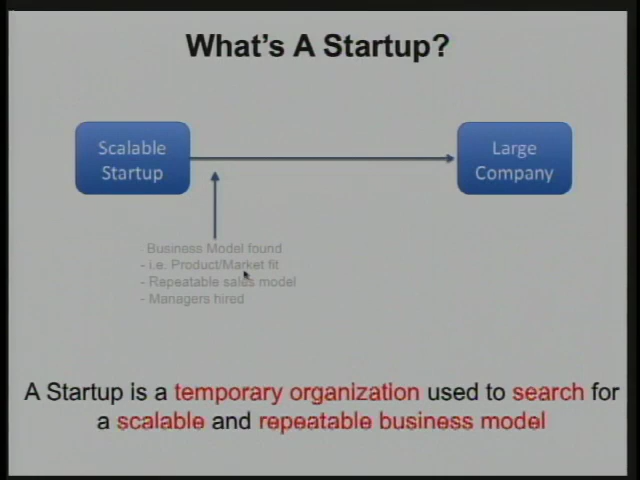 What's A Startup?
Scalable
Startup
Large
Company
- Business Model found
- i.e. Product/Market fit
- Repeatable sales model
- Managers hired
A Startup is a temporary organization used to search for
a scalable and repeatable business model